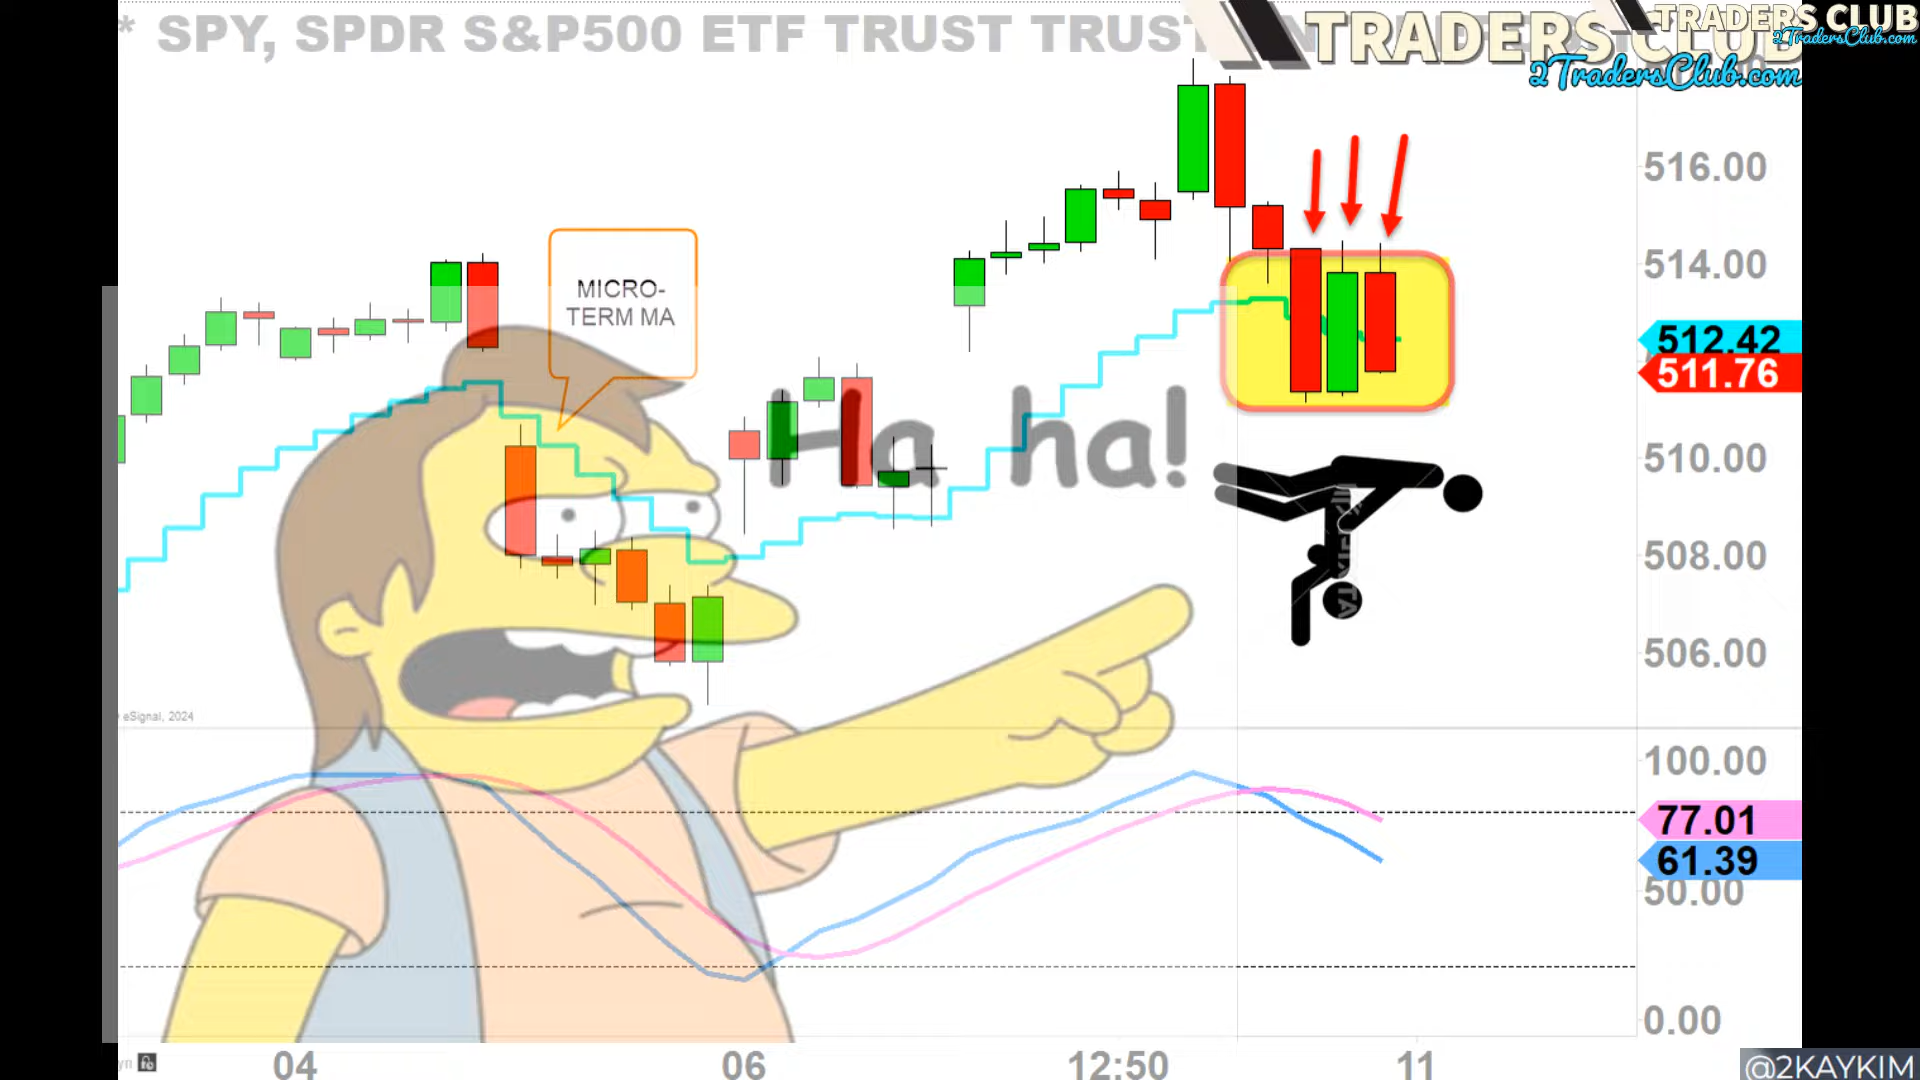 * SPY, SPDR S&P500 ETF TRUST TRUST
TRADERS CLUB
2TradersClub.com
TRADERS CLUB
2TradersClub.com
516.00
514.00
512.42
511.76
510.00
508.00
506.00
MICRO-
TERM MA
Ha ha!
eSignal, 2024
100.00
77.01
61.39
50.00
0.00
04
06
12:50
11
@2KAYKIM